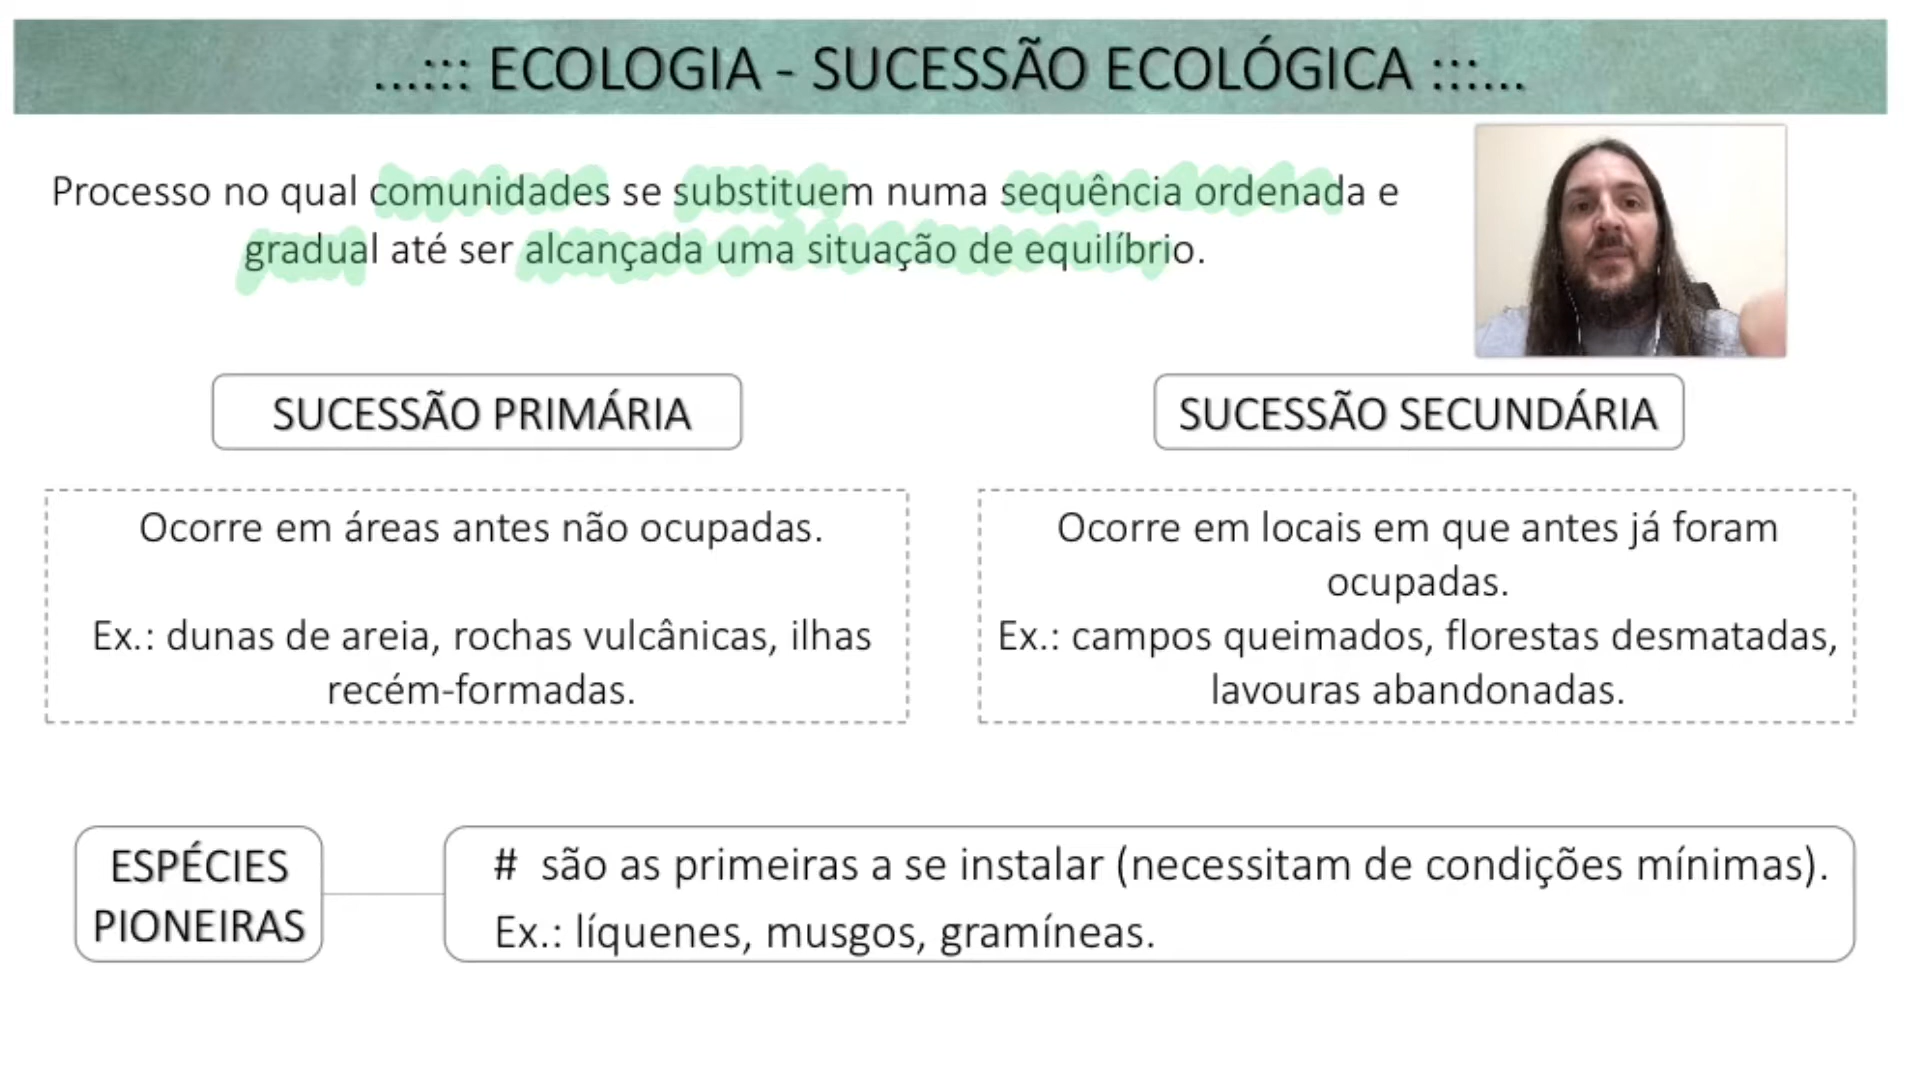 ...::: ECOLOGIA - SUCESSÃO ECOLÓGICA :::...
Processo no qual comunidades se substituem numa sequência ordenada e
gradual até ser alcançada uma situação de equilíbrio.
SUCESSÃO PRIMÁRIA
Ocorre em áreas antes não ocupadas.
Ex.: dunas de areia, rochas vulcânicas, ilhas
recém-formadas.
SUCESSÃO SECUNDÁRIA
Ocorre em locais em que antes já foram
ocupadas.
Ex.: campos queimados, florestas desmatadas,
lavouras abandonadas.
ESPÉCIES
PIONEIRAS
# são as primeiras a se instalar (necessitam de condições mínimas).
Ex.: líquenes, musgos, gramíneas.